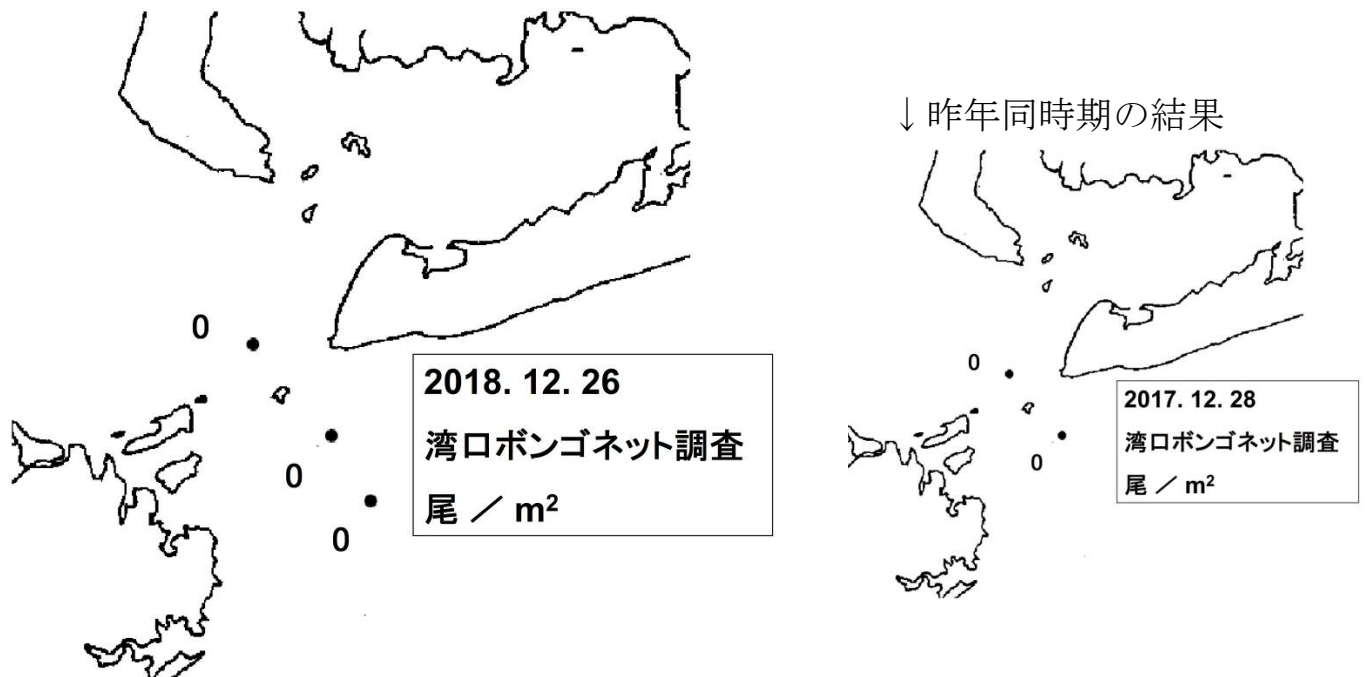 0
0
0
2018. 12. 26
湾口ボンゴネット調査
尾 ／ m²
↓昨年同時期の結果
0
0
2017. 12. 28
湾口ボンゴネット調査
尾 ／ m²